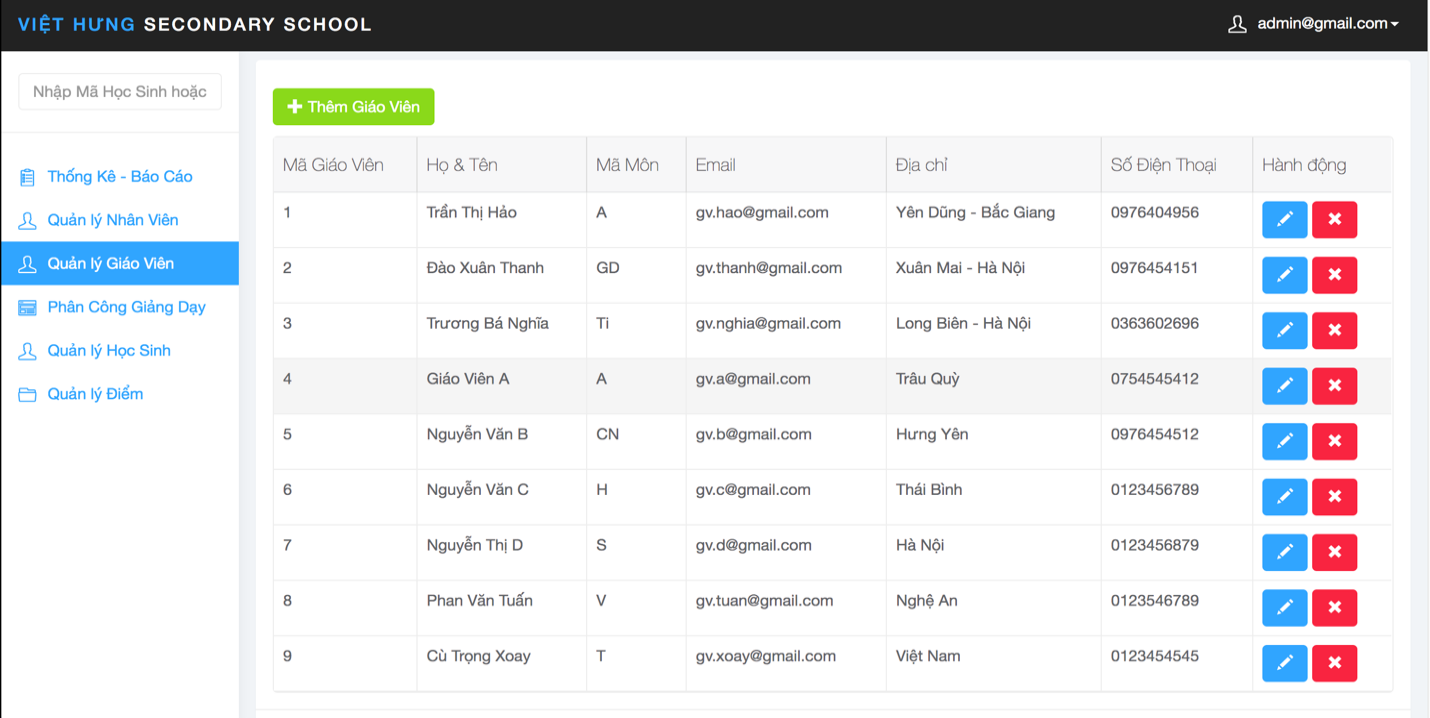 VIỆT HƯNG SECONDARY SCHOOL
admin@gmail.com
Nhập Mã Học Sinh hoặc
Thống Kê - Báo Cáo
Quản lý Nhân Viên
Quản lý Giáo Viên
Phân Công Giảng Dạy
Quản lý Học Sinh
Quản lý Điểm
Thêm Giáo Viên
Mã Giáo Viên Họ & Tên Mã Môn Email Địa chỉ Số Điện Thoại Hành động
1 Trần Thị Hảo A gv.hao@gmail.com Yên Dũng - Bắc Giang 0976404956
2 Đào Xuân Thanh GD gv.thanh@gmail.com Xuân Mai - Hà Nội 0976454151
3 Trương Bá Nghĩa Ti gv.nghia@gmail.com Long Biên - Hà Nội 0363602696
4 Giáo Viên A A gv.a@gmail.com Trâu Quỳ 0754545412
5 Nguyễn Văn B CN gv.b@gmail.com Hưng Yên 0976454512
6 Nguyễn Văn C H gv.c@gmail.com Thái Bình 0123456789
7 Nguyễn Thị D S gv.d@gmail.com Hà Nội 0123456879
8 Phan Văn Tuấn V gv.tuan@gmail.com Nghệ An 0123546789
9 Cù Trọng Xoay T gv.xoay@gmail.com Việt Nam 0123454545